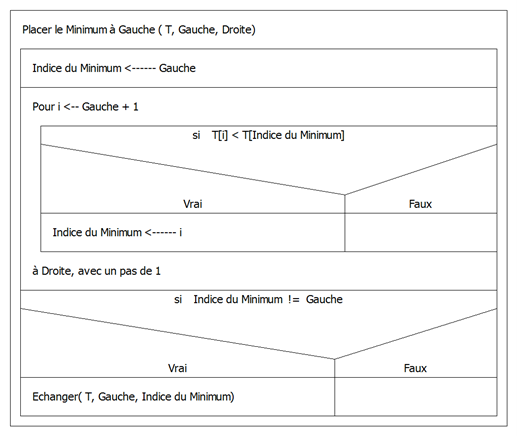 Placer le Minimum à Gauche ( T, Gauche, Droite)
Indice du Minimum <------ Gauche
Pour i <-- Gauche + 1
si T[i] < T[Indice du Minimum]
Vrai
Faux
Indice du Minimum <------ i
à Droite, avec un pas de 1
si Indice du Minimum != Gauche
Vrai
Faux
Echanger( T, Gauche, Indice du Minimum)